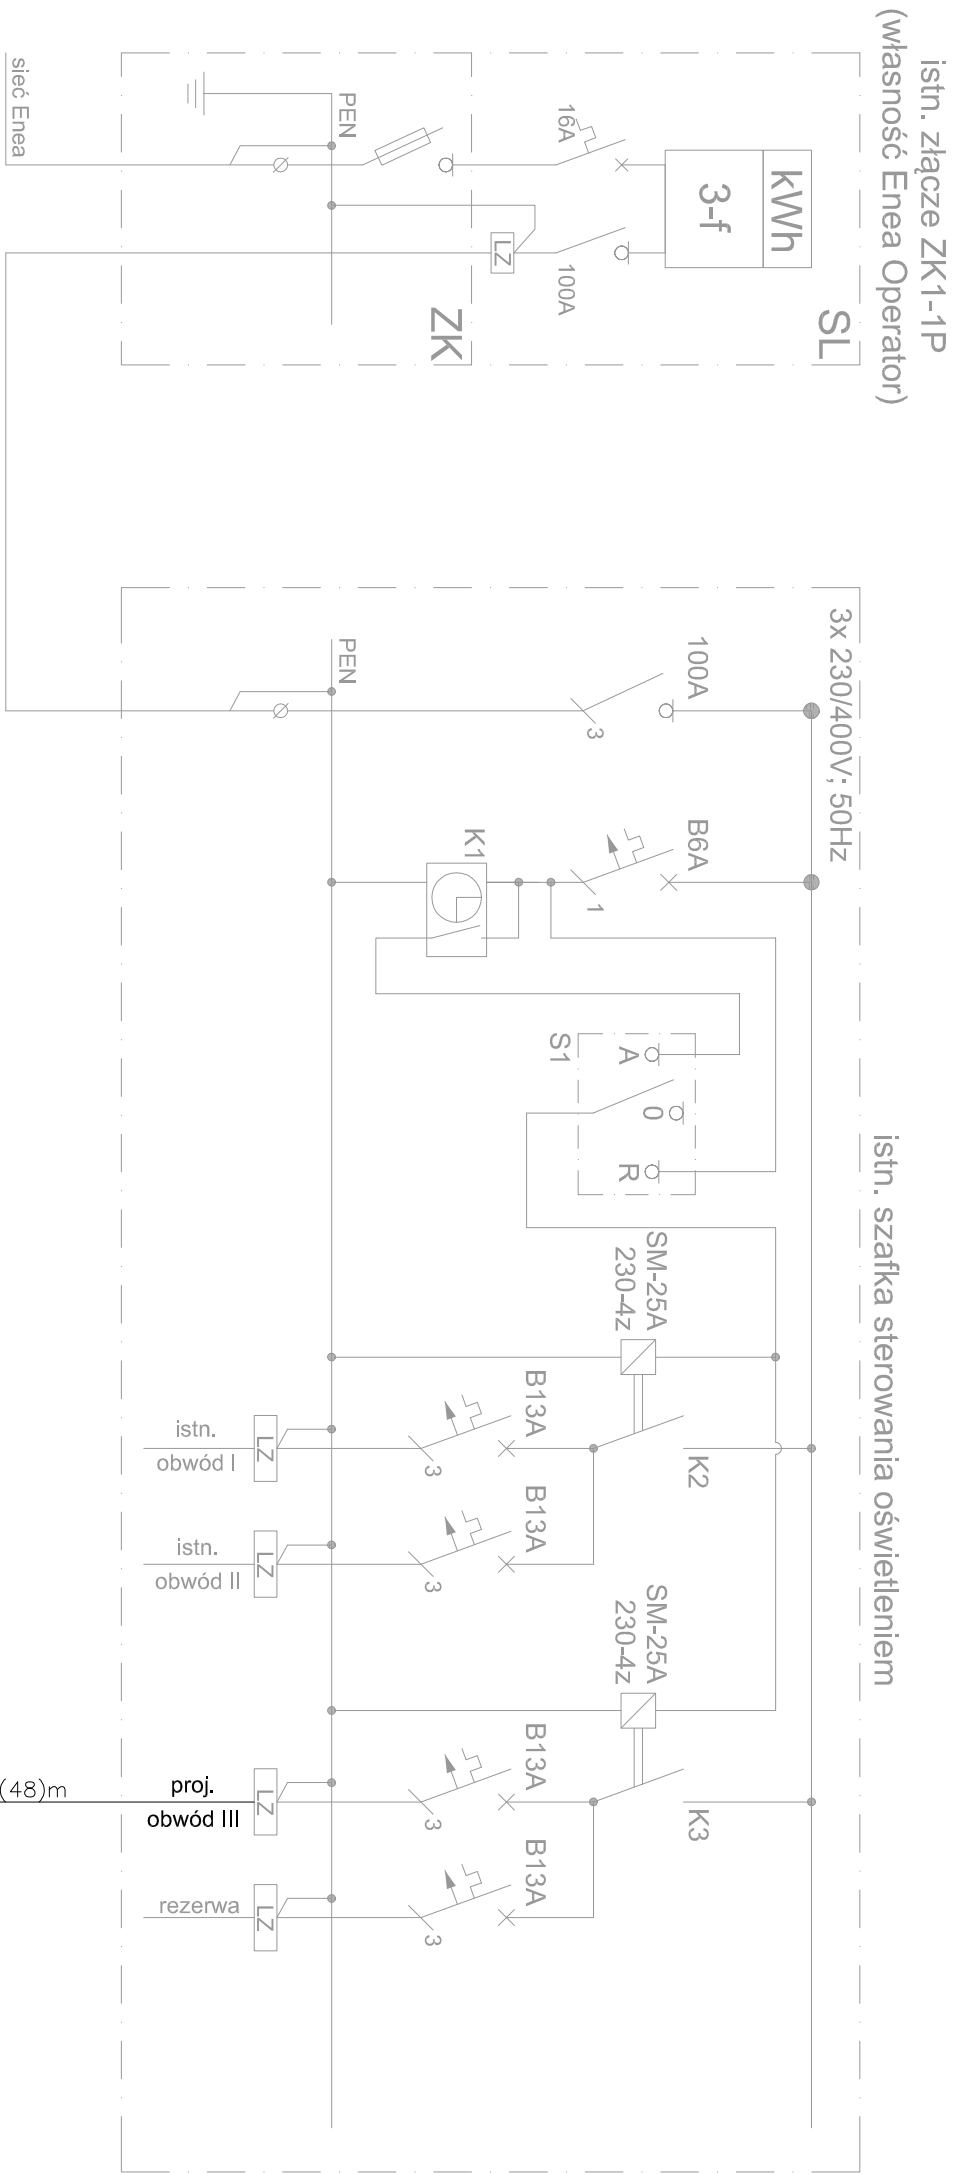 istn. złącze ZK1-1P
(własność Enea Operator)
SL
kWh
3-f
16A
100A
ZK
LZ
PEN
sieć Enea
istn. szafka sterowania oświetleniem
3x 230/400V; 50Hz
100A
3
PEN
B6A
1
K1
S1
A
0
R
SM-25A
230-4z
K2
B13A
3
LZ
istn.
obwód I
B13A
3
LZ
istn.
obwód II
SM-25A
230-4z
K3
B13A
3
LZ
proj.
obwód III
(48)m
B13A
3
LZ
rezerwa